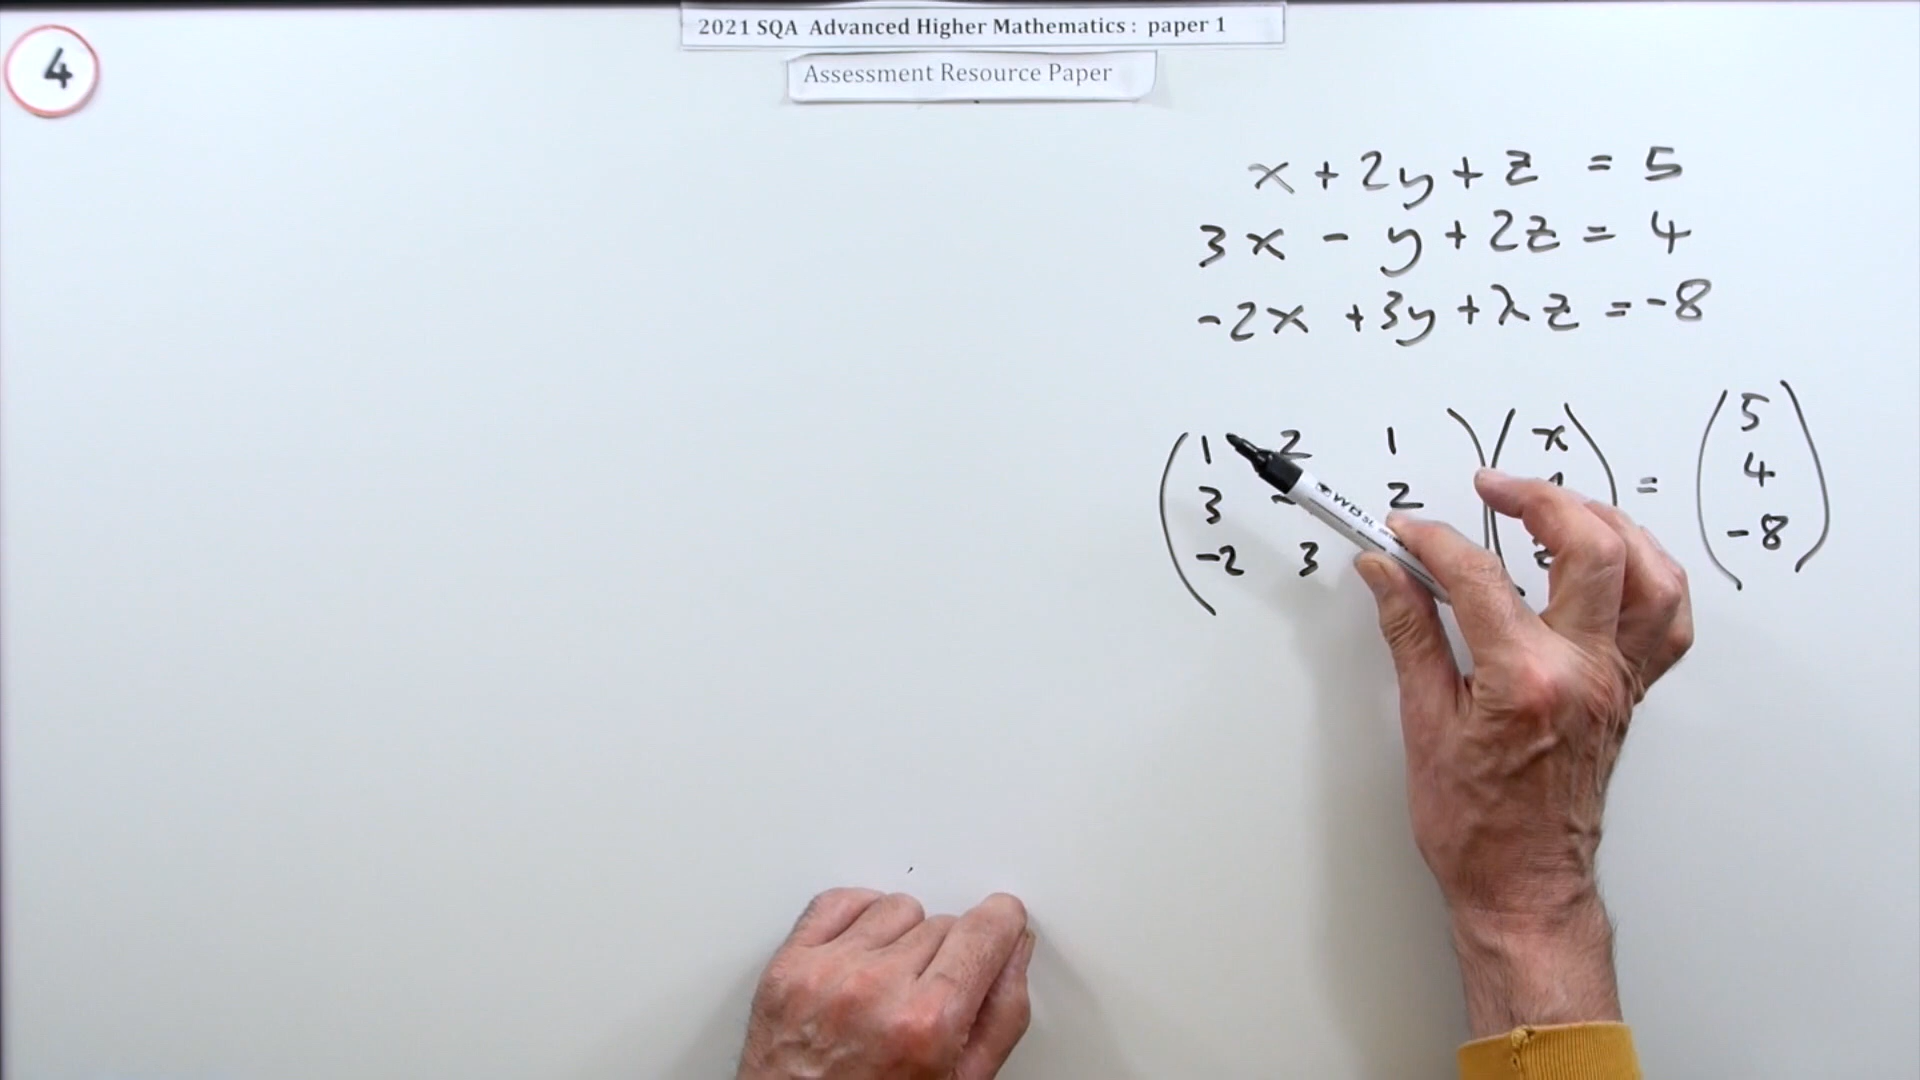 4
2021 SQA Advanced Higher Mathematics : paper 1
Assessment Resource Paper
x + 2y + z = 5
3x - y + 2z = 4
-2x + 3y + λz = -8
1 2 1 x 5
3 2 = 4
-2 3 z -8